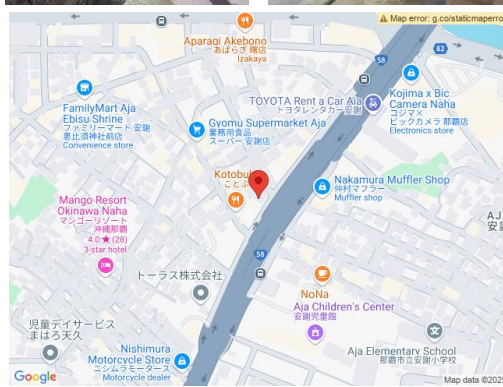 Map error: g.co/staticmaperro
Aparagi Akebono
あぱらぎ 曙店
Izakaya
58
82
FamilyMart Aja
Ebisu Shrine
ファミリーマート 安謝
恵比須神社前店
Convenience store
TOYOTA Rent a Car Aja
トヨタレンタカー安謝
Kojima x Bic
Camera Naha
コジマ×
ビックカメラ 那覇店
Electronics store
Gyomu Supermarket Aja
業務用食品
スーパー 安謝店
Kotobu
ことぶ
Nakamura Muffler Shop
仲村マフラー
Muffler shop
Mango Resort
Okinawa Naha
マンゴーリゾート
沖縄那覇
4.0★(28)
3-star hotel
AJ
安謝
58
トーラス株式会社
NoNa
Aja Children's Center
安謝児童館
児童デイサービス
まはろ天久
Nishimura
Motorcycle Store
ニシムラモータース
Motorcycle dealer
Aja Elementary School
那覇市立安謝小学校
Google
Map data ©202